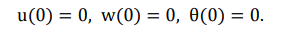 u(0) = 0, w(0) = 0, θ(0) = 0.